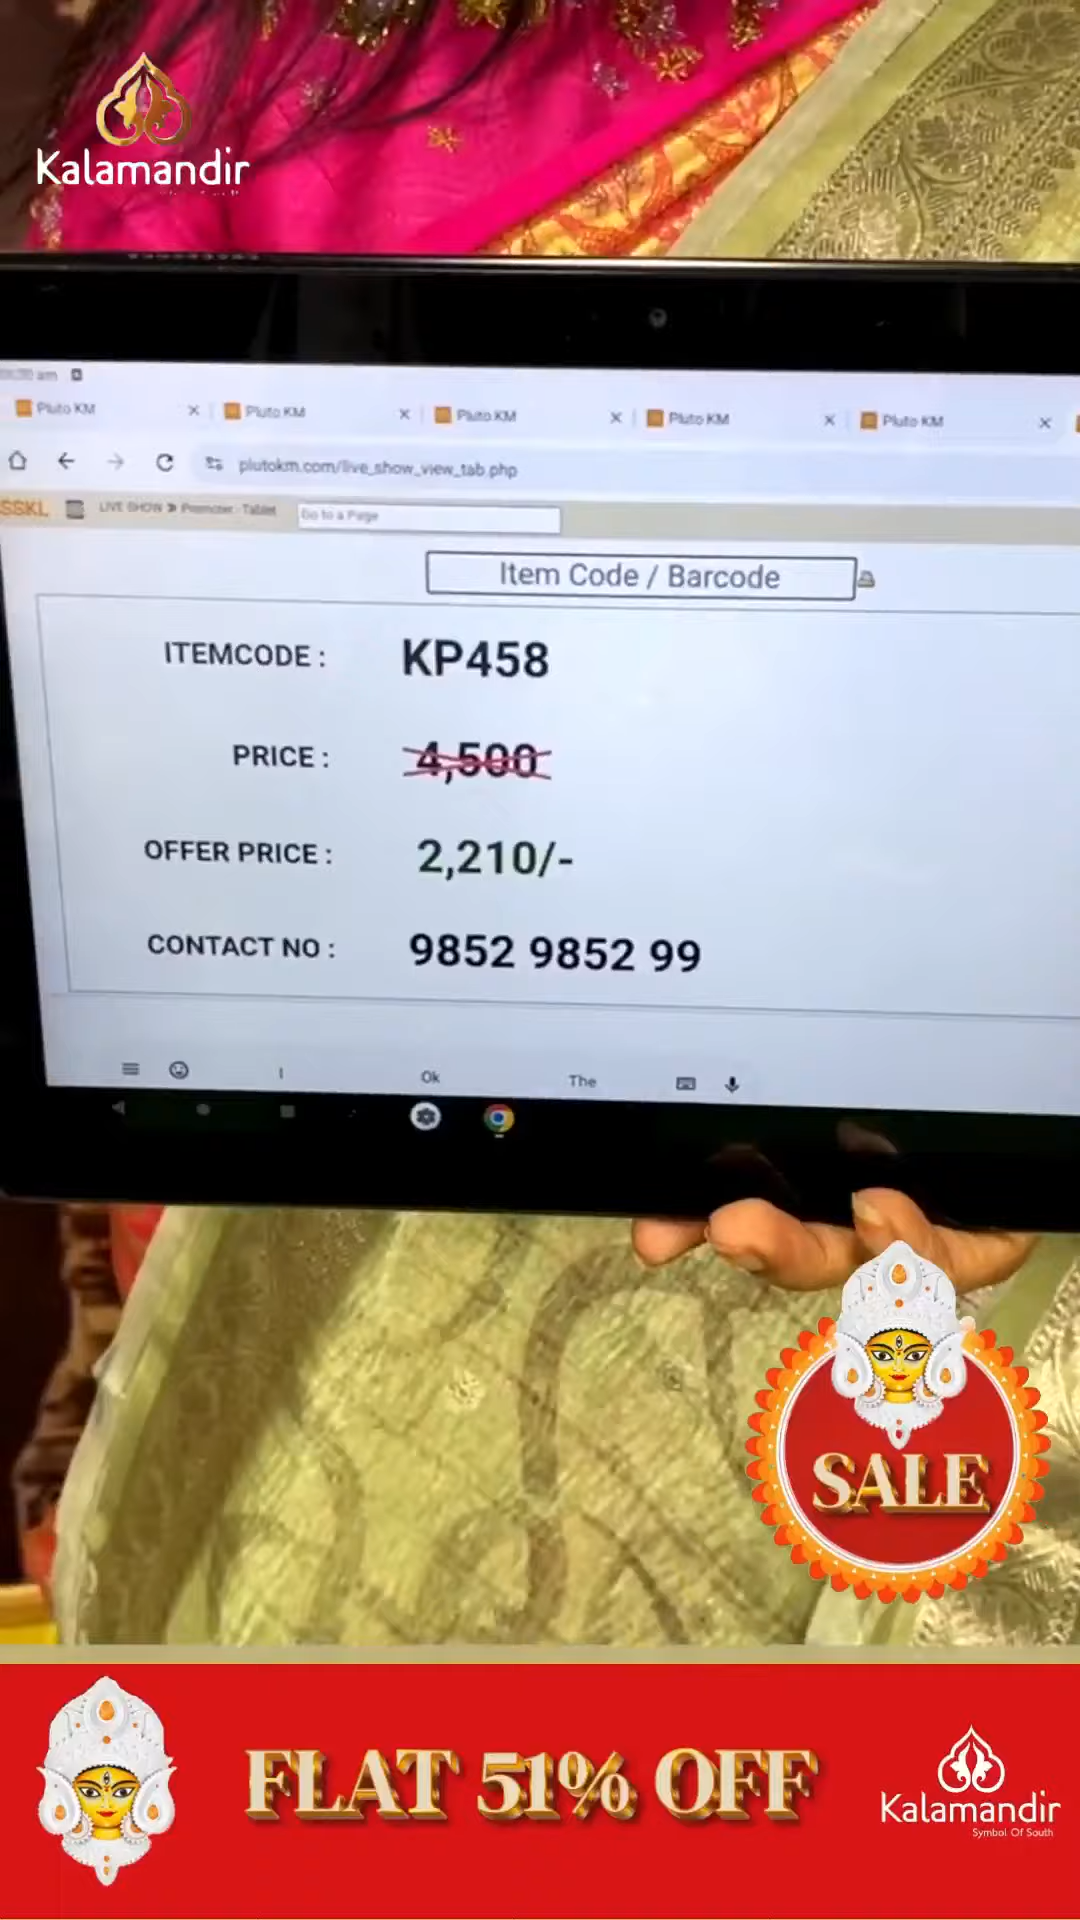 Kalamandir
Pluto KM
Pluto KM
Pluto KM
Pluto KM
Pluto KM
plutokm.com/live_show_view_tab.php
SSKL
LIVE SHOW
Promoter - Tablet
Go to a Page
Item Code / Barcode
ITEMCODE : KP458
PRICE : 4,500
OFFER PRICE : 2,210/-
CONTACT NO : 9852 9852 99
I
Ok
The
SALE
FLAT 51% OFF
Kalamandir
Symbol Of South